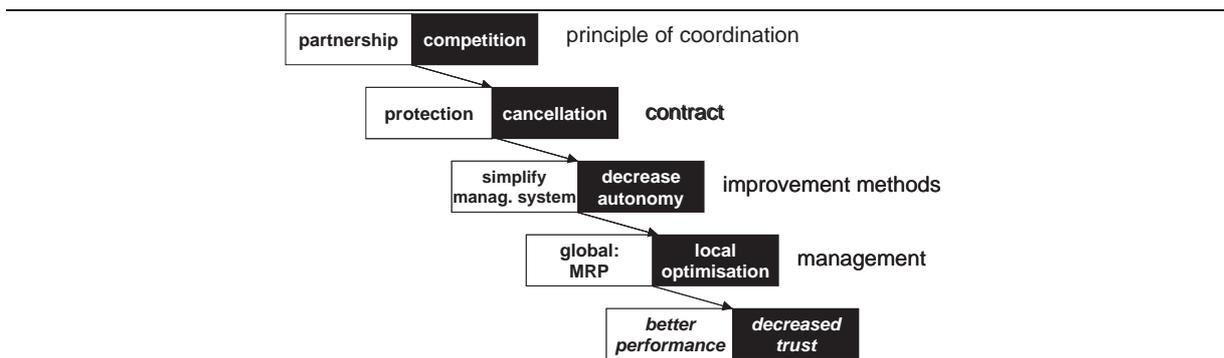 partnership competition principle of coordination
protection cancellation contract
simplify manag. system decrease autonomy improvement methods
global: MRP local optimisation management
better performance decreased trust